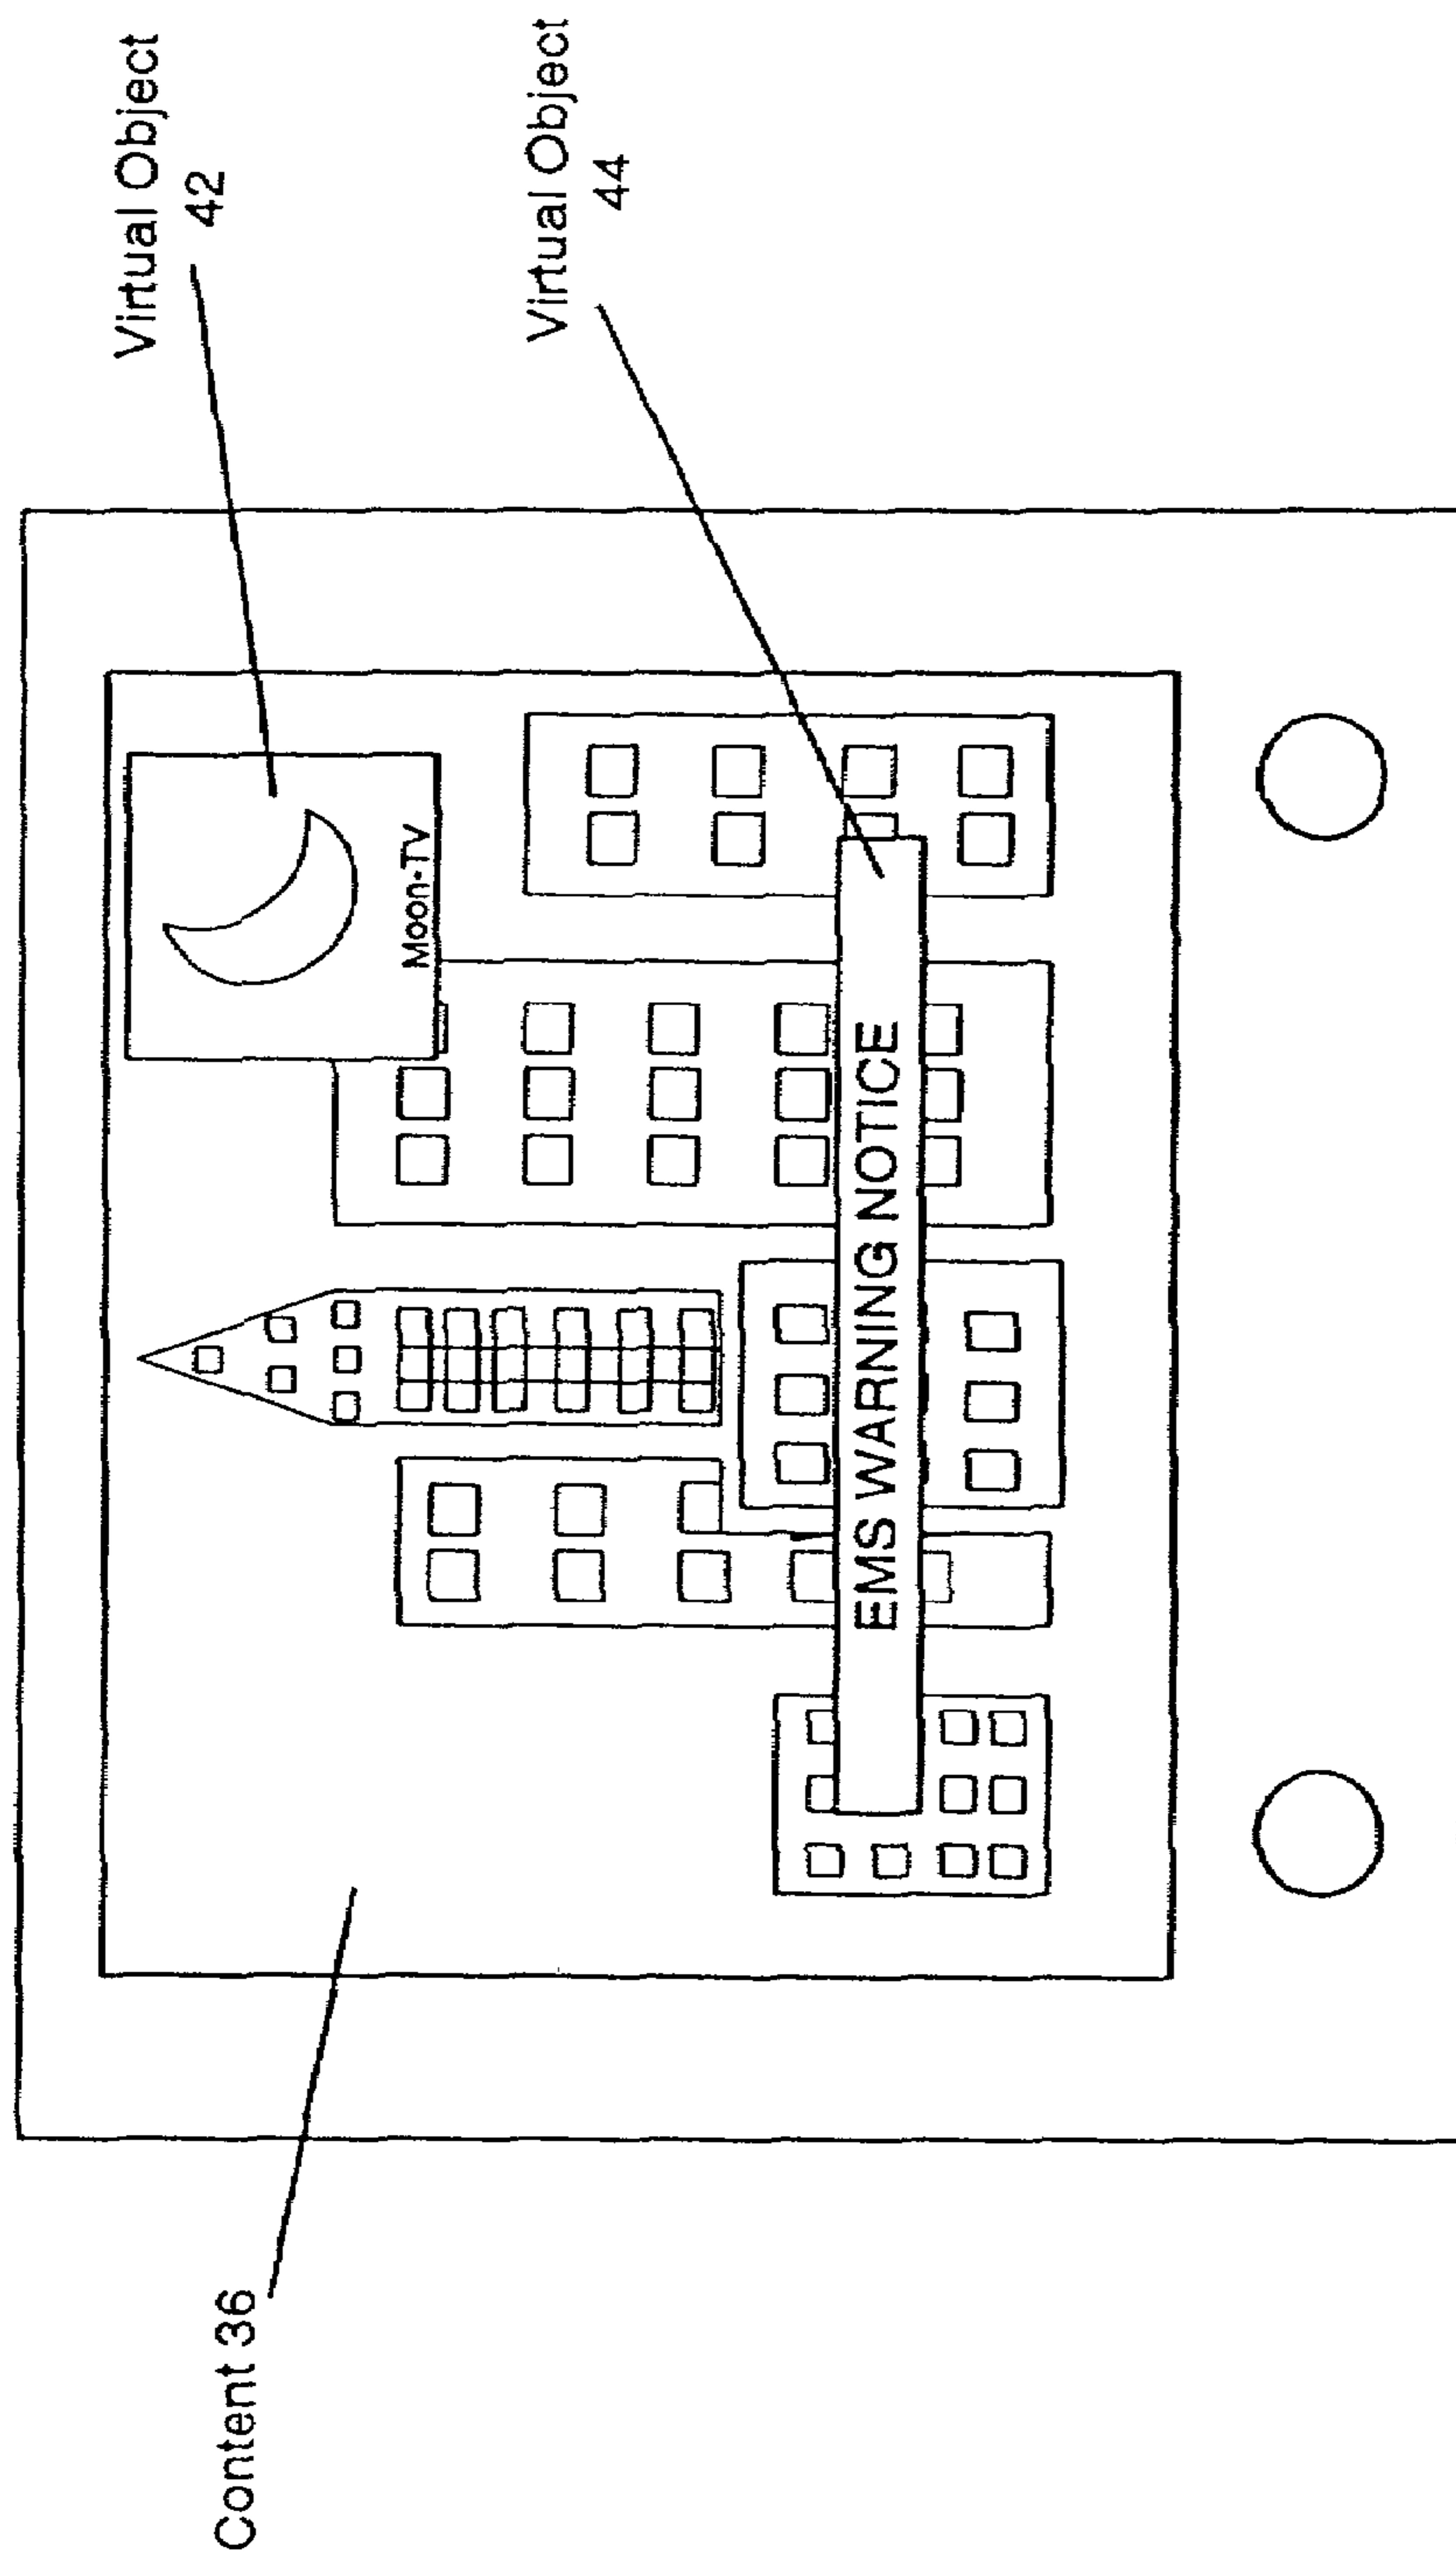 Virtual Object
42
Virtual Object
44
Moon-TV
EMS WARNING NOTICE
Content 36